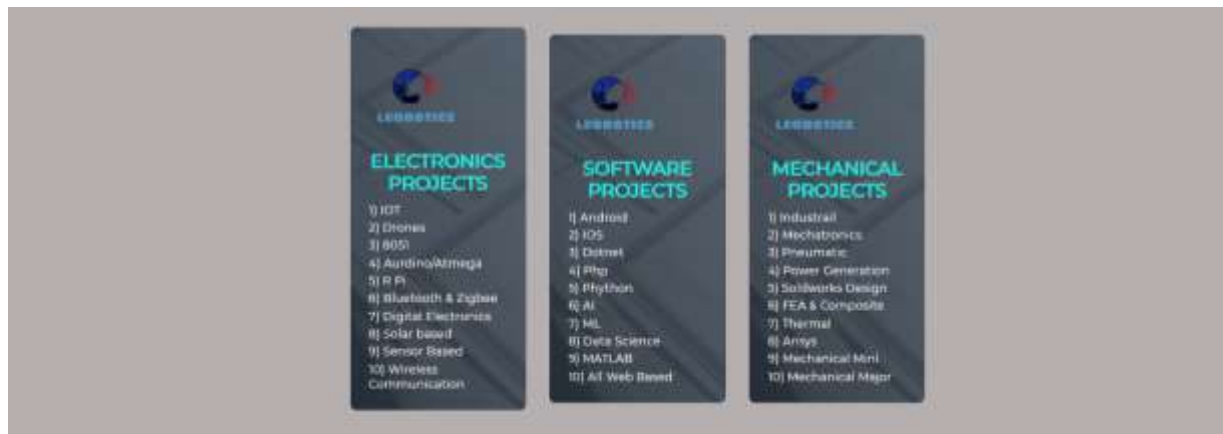 LEGBOTICS
ELECTRONICS
PROJECTS
1) IOT
2) Drones
3) 8051
4) Aurdino/Atmega
5) R Pi
6) Bluetooth & Zigbee
7) Digital Electronics
8) Solar based
9) Sensor Based
10) Wireless
Communication
LEGBOTICS
SOFTWARE
PROJECTS
1) Android
2) IOS
3) Dotnet
4) Php
5) Phython
6) AI
7) ML
8) Data Science
9) MATLAB
10) All Web Based
LEGBOTICS
MECHANICAL
PROJECTS
1) Industrail
2) Mechatronics
3) Pneumatic
4) Power Generation
5) Soildworks Design
6) FEA & Composite
7) Thermal
8) Ansys
9) Mechanical Mini
10) Mechanical Major